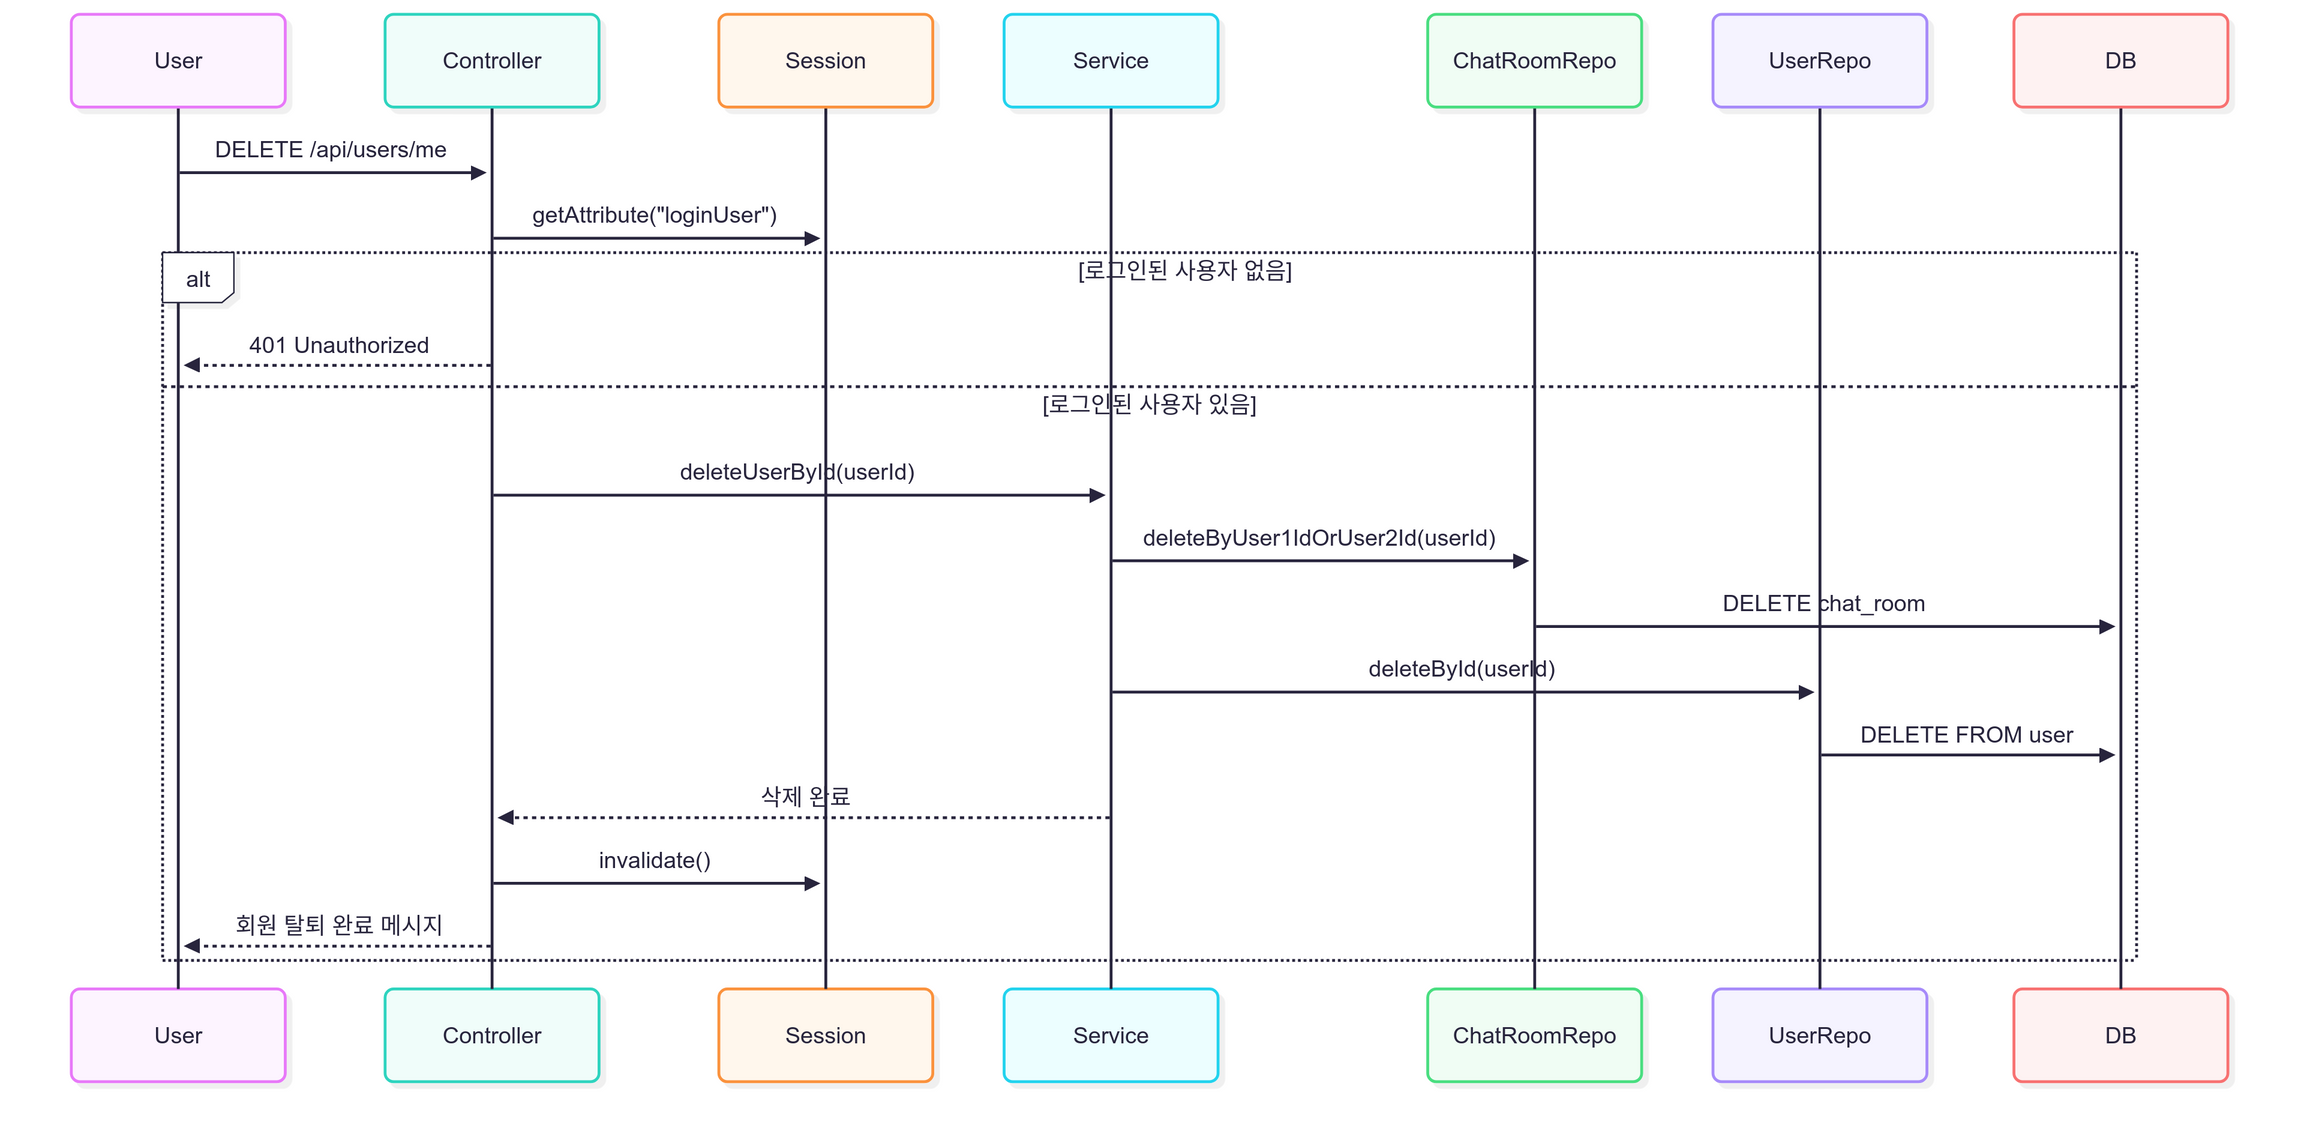 User
Controller
Session
Service
ChatRoomRepo
UserRepo
DB
DELETE /api/users/me
getAttribute("loginUser")
alt
[로그인된 사용자 없음]
401 Unauthorized
[로그인된 사용자 있음]
deleteUserById(userId)
deleteByUser1IdOrUser2Id(userId)
DELETE chat_room
deleteById(userId)
DELETE FROM user
삭제 완료
invalidate()
회원 탈퇴 완료 메시지
User
Controller
Session
Service
ChatRoomRepo
UserRepo
DB